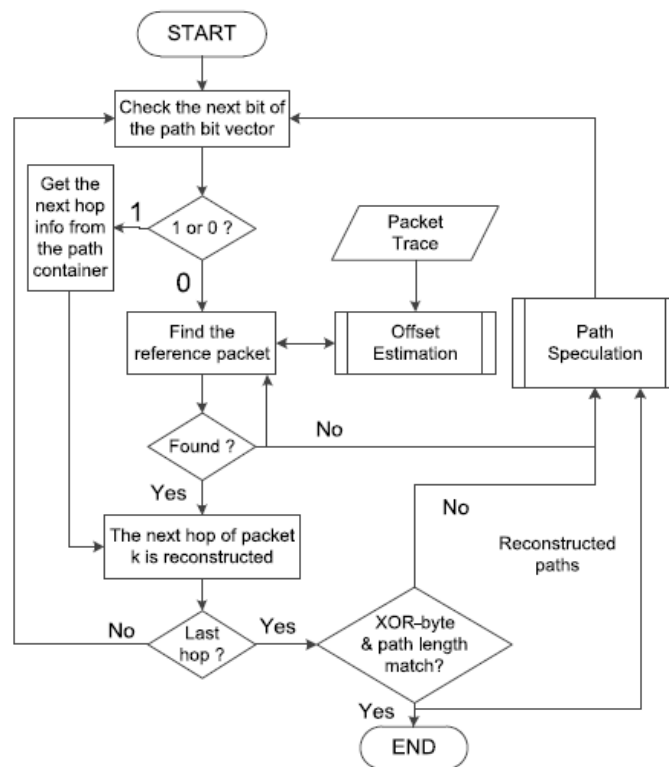 START
Check the next bit of
the path bit vector
Get the
next hop
info from
the path
container
1
1 or 0 ?
0
Packet
Trace
Find the
reference packet
Offset
Estimation
Path
Speculation
Found ?
No
Yes
The next hop of packet
k is reconstructed
No
Reconstructed
paths
Last
hop ?
No
Yes
XOR-byte
& path length
match?
Yes
END